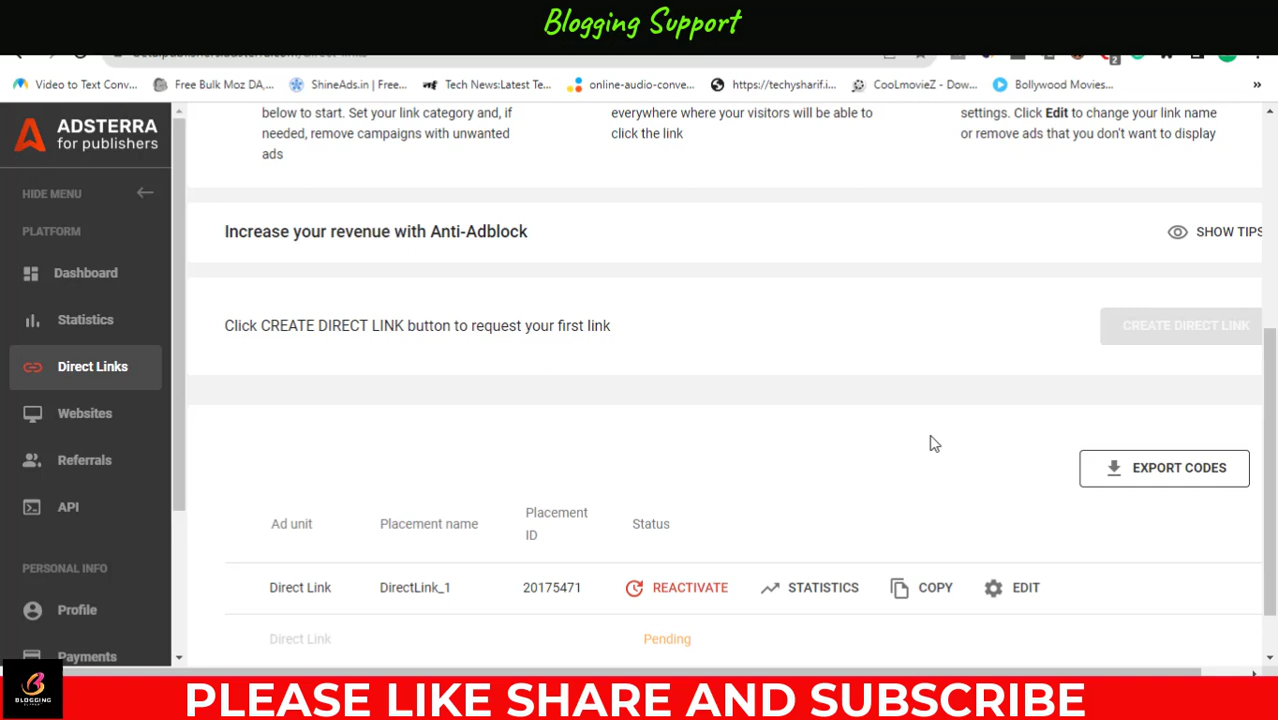 Blogging Support
2
Video to Text Conv...
Free Bulk Moz DA,...
ShineAds.in | Free...
Tech News:Latest Te...
online-audio-conve...
https://techysharif.i...
CoolmovieZ - Dow...
Bollywood Movies...
»
ADSTERRA
for publishers
HIDE MENU
PLATFORM
Dashboard
Statistics
Direct Links
Websites
Referrals
API
PERSONAL INFO
Profile
Payments
below to start. Set your link category and, if
needed, remove campaigns with unwanted
ads
everywhere where your visitors will be able to
click the link
settings. Click Edit to change your link name
or remove ads that you don't want to display
Increase your revenue with Anti-Adblock
SHOW TIPS
Click CREATE DIRECT LINK button to request your first link
CREATE DIRECT LINK
EXPORT CODES
Ad unit Placement name Placement ID Status
Direct Link DirectLink_1 20175471 REACTIVATE STATISTICS COPY EDIT
Direct Link Pending
BLOGGING
SUPPORT
PLEASE LIKE SHARE AND SUBSCRIBE